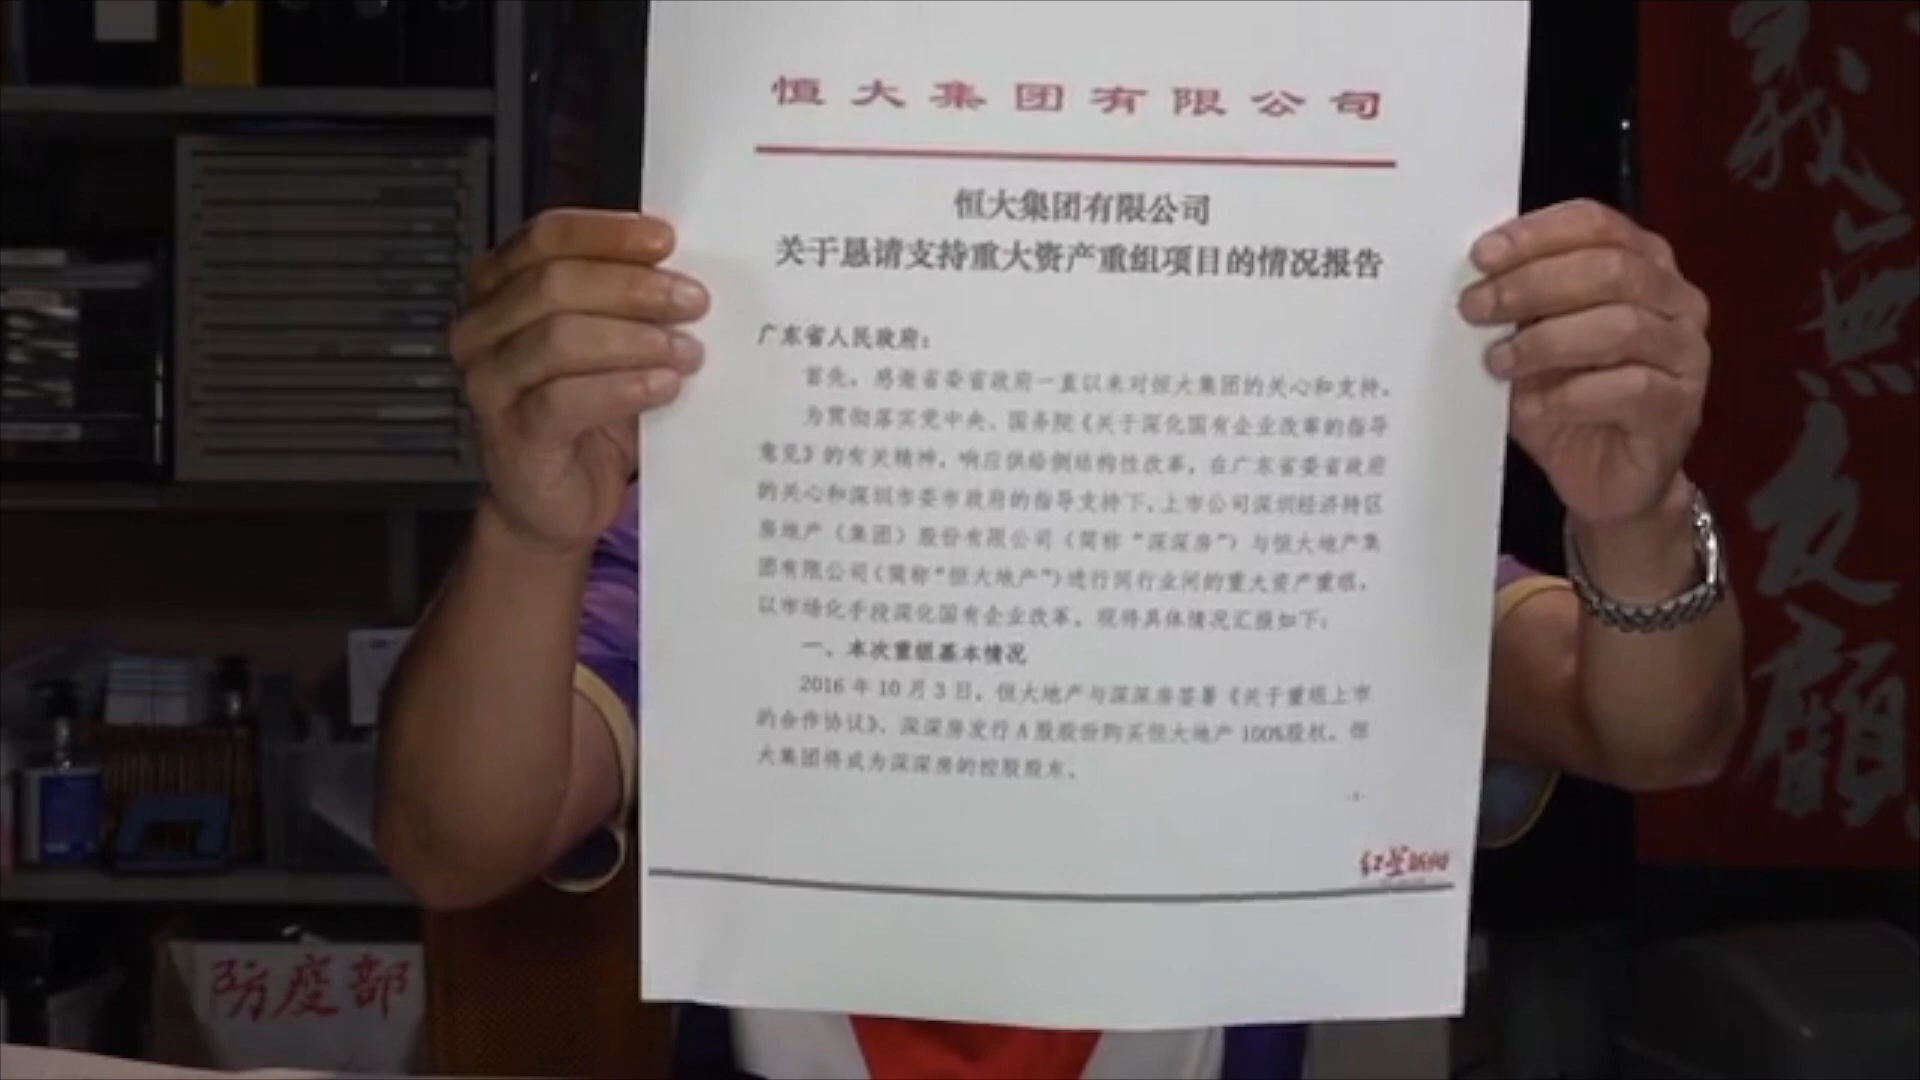 恒大集团有限公司
恒大集团有限公司
关于恳请支持重大资产重组项目的情况报告
广东省人民政府：
首先，感谢省委省政府一直以来对恒大集团的关心和支持。
为贯彻落实党中央、国务院《关于深化国有企业改革的指导
意见》的有关精神，响应供给侧结构性改革，在广东省委省政府
的关心和深圳市委市政府的指导支持下，上市公司深圳经济特区
房地产（集团）股份有限公司（简称“深深房”）与恒大地产集
团有限公司（简称“恒大地产”）进行同行业间的重大资产重组，
以市场化手段深化国有企业改革。现将具体情况汇报如下：
一、本次重组基本情况
2016年10月3日，恒大地产与深深房签署《关于重组上市
的合作协议》，深深房发行A股股份购买恒大地产100%股权，恒
大集团将成为深深房的控股股东。
红星新闻
防疫部
義無反顧